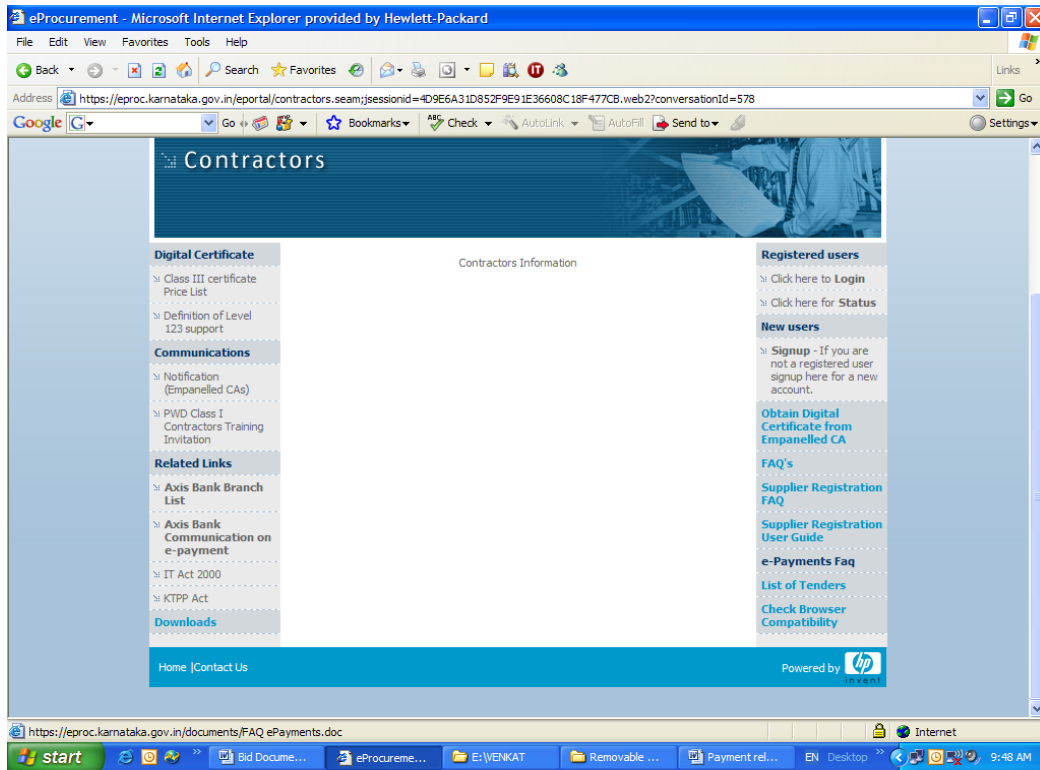 eProcurement - Microsoft Internet Explorer provided by Hewlett-Packard
File Edit View Favorites Tools Help
Back Search Favorites Links
Address https://eproc.karnataka.gov.in/eportal/contractors.seam;jsessionid=4D9E6A31D852F9E91E36608C18F477CB.web2?conversationId=578 Go
Google G Go Bookmarks ABC Check AutoLink AutoFill Send to Settings
Contractors
Digital Certificate
Class III certificate
Price List
Definition of Level
123 support
Communications
Notification
(Empanelled CAs)
PWD Class I
Contractors Training
Invitation
Related Links
Axis Bank Branch
List
Axis Bank
Communication on
e-payment
IT Act 2000
KTPP Act
Downloads
Contractors Information
Registered users
Click here to Login
Click here for Status
New users
Signup - If you are
not a registered user
signup here for a new
account.
Obtain Digital
Certificate from
Empanelled CA
FAQ's
Supplier Registration
FAQ
Supplier Registration
User Guide
e-Payments Faq
List of Tenders
Check Browser
Compatibility
Home |Contact Us
Powered by hp
invent
https://eproc.karnataka.gov.in/documents/FAQ ePayments.doc Internet
start Bid Docume... eProcureme... E:\VENKAT Removable ... Payment rel... EN Desktop 9:48 AM